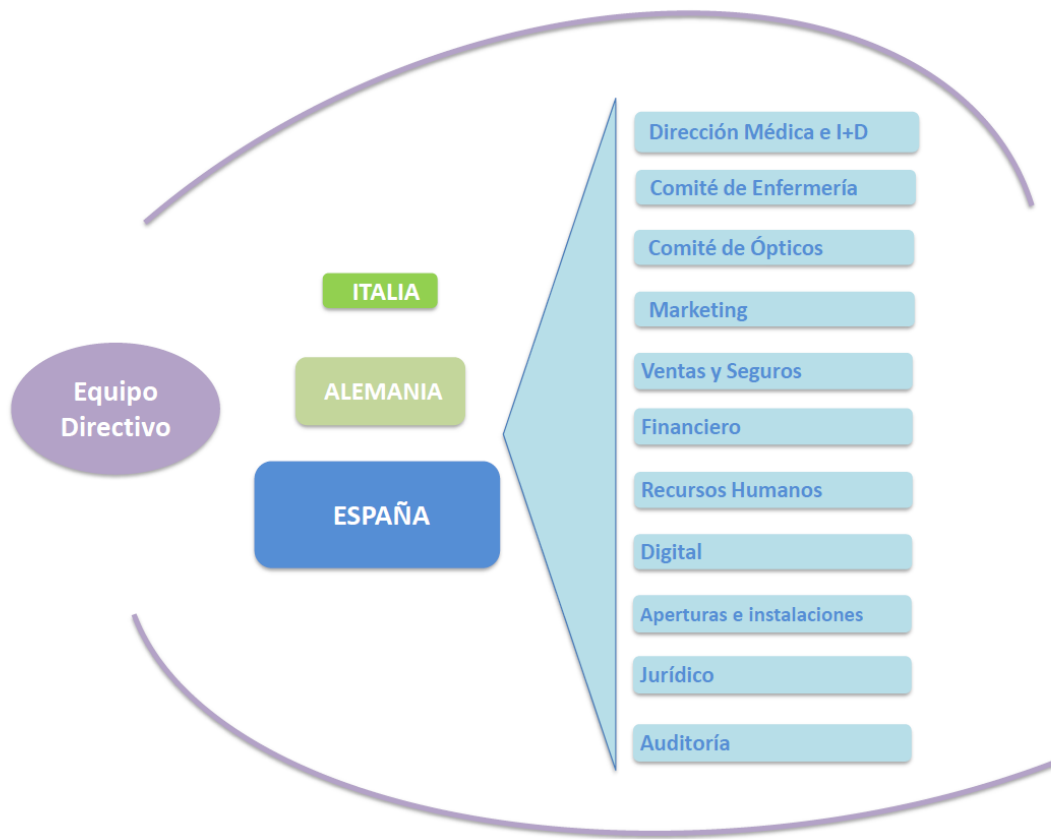 Equipo
Directivo
ITALIA
ALEMANIA
ESPAÑA
Dirección Médica e I+D
Comité de Enfermería
Comité de Ópticos
Marketing
Ventas y Seguros
Financiero
Recursos Humanos
Digital
Aperturas e instalaciones
Jurídico
Auditoría